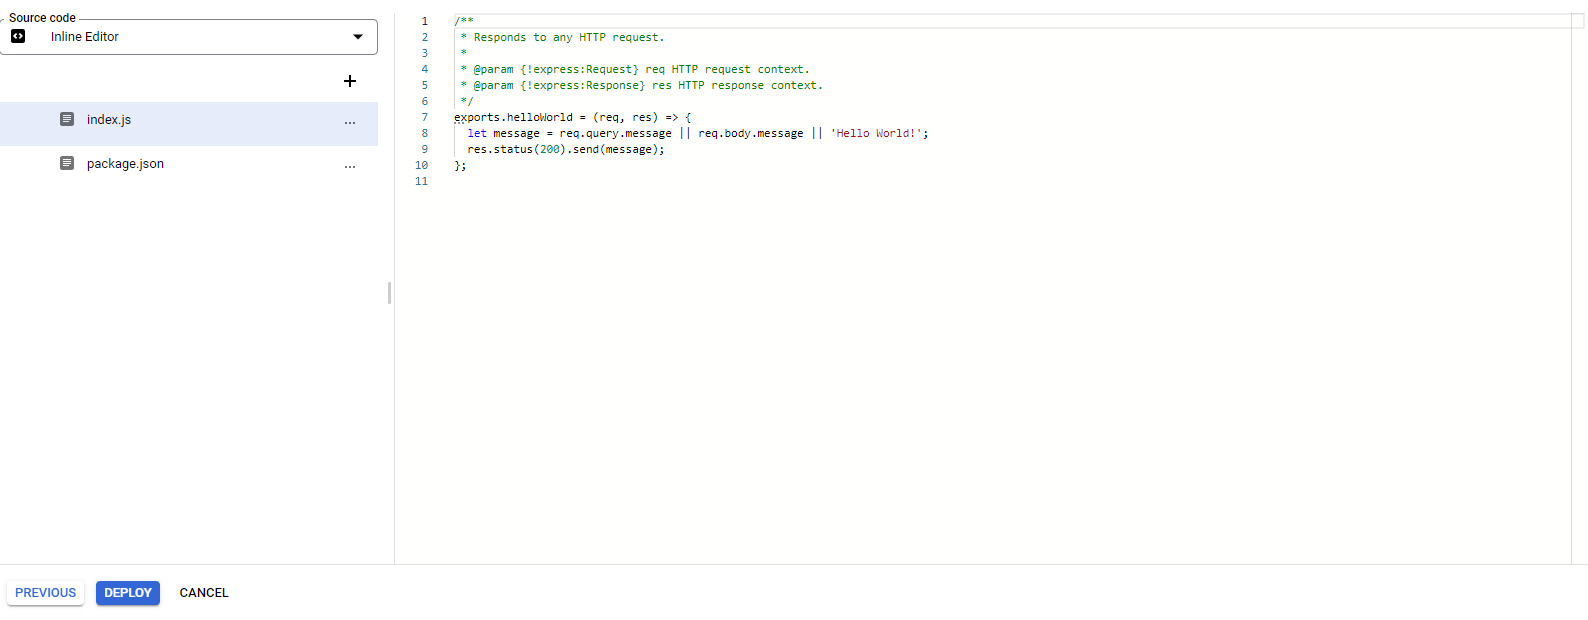 Source code
Inline Editor
+
index.js ...
package.json ...
1 /**
2  * Responds to any HTTP request.
3  *
4  * @param {!express:Request} req HTTP request context.
5  * @param {!express:Response} res HTTP response context.
6  */
7 exports.helloWorld = (req, res) => {
8   let message = req.query.message || req.body.message || 'Hello World!';
9   res.status(200).send(message);
10 };
11
PREVIOUS DEPLOY CANCEL